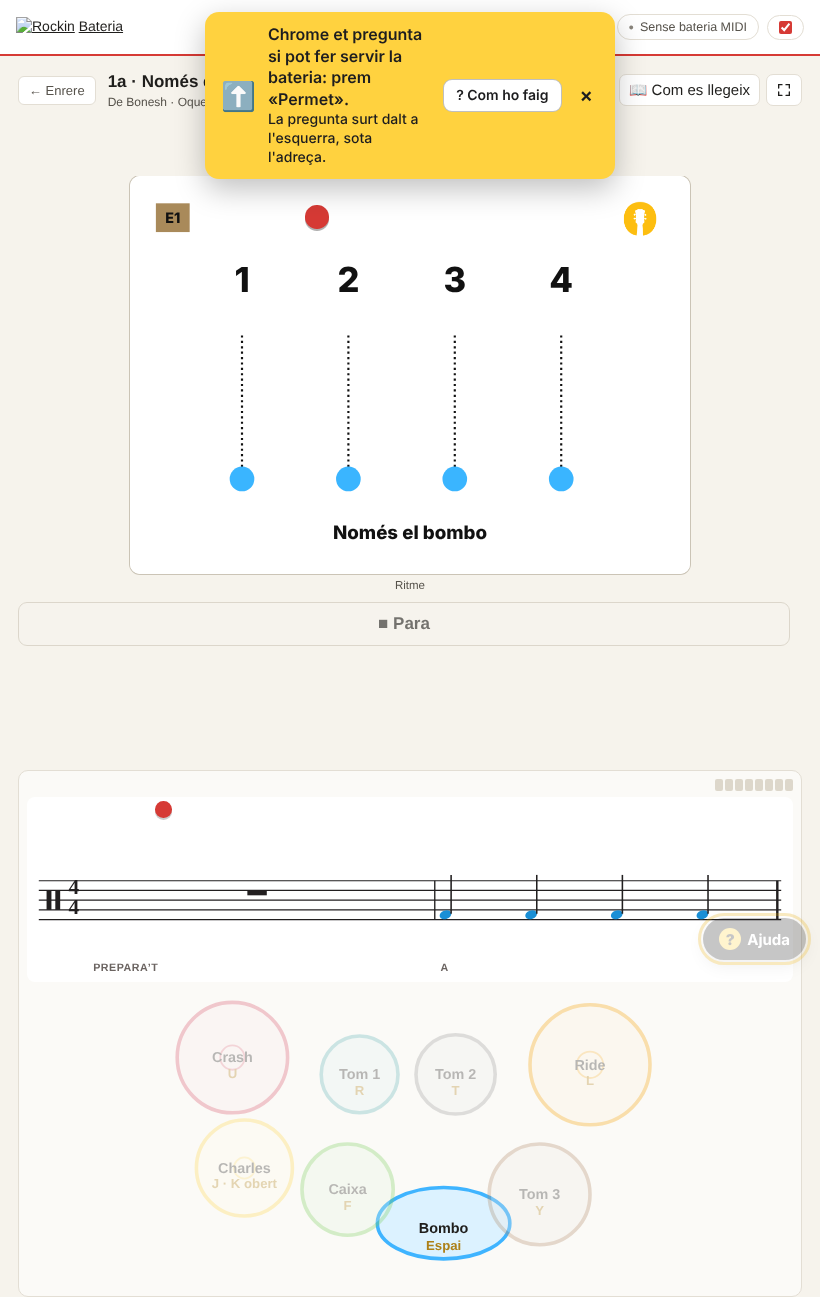 Rockin Bateria
Chrome et pregunta
si pot fer servir la
bateria: prem
«Permet».
La pregunta surt dalt a
l'esquerra, sota
l'adreça.
? Com ho faig
×
• Sense bateria MIDI
← Enrere
1a · Només
De Bonesh · Oque
📖 Com es llegeix
E1
1 2 3 4
Només el bombo
Ritme
■ Para
4
4
PREPARA'T
A
? Ajuda
Crash
U
Tom 1
R
Tom 2
T
Ride
L
Charles
J · K obert
Caixa
F
Bombo
Espai
Tom 3
Y